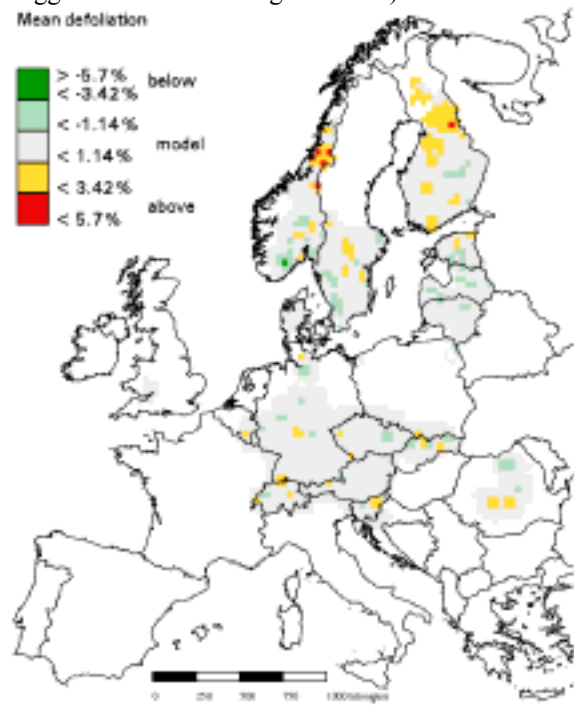 Mean defoliation
> -5.7% below
< -3.42%
< -1.14%
model
< 1.14%
< 3.42%
above
< 5.7%
0 250 500 750 1000